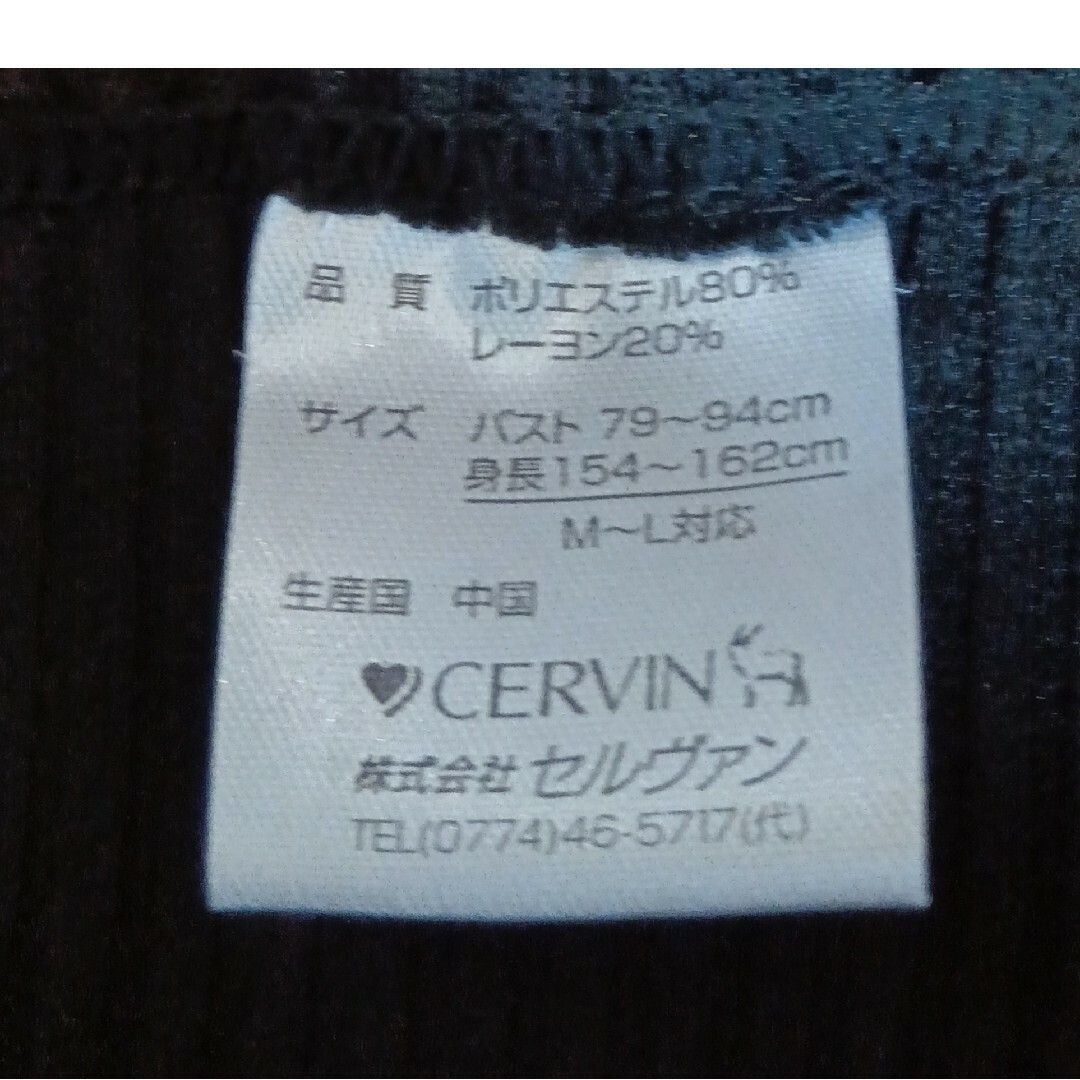 品 質 ポリエステル80%
レーヨン20%
サイズ バスト 79~94cm
身長154~162cm
M~L対応
生産国 中国
CERVIN
株式会社 セルヴァン
TEL(0774)46-5717(代)